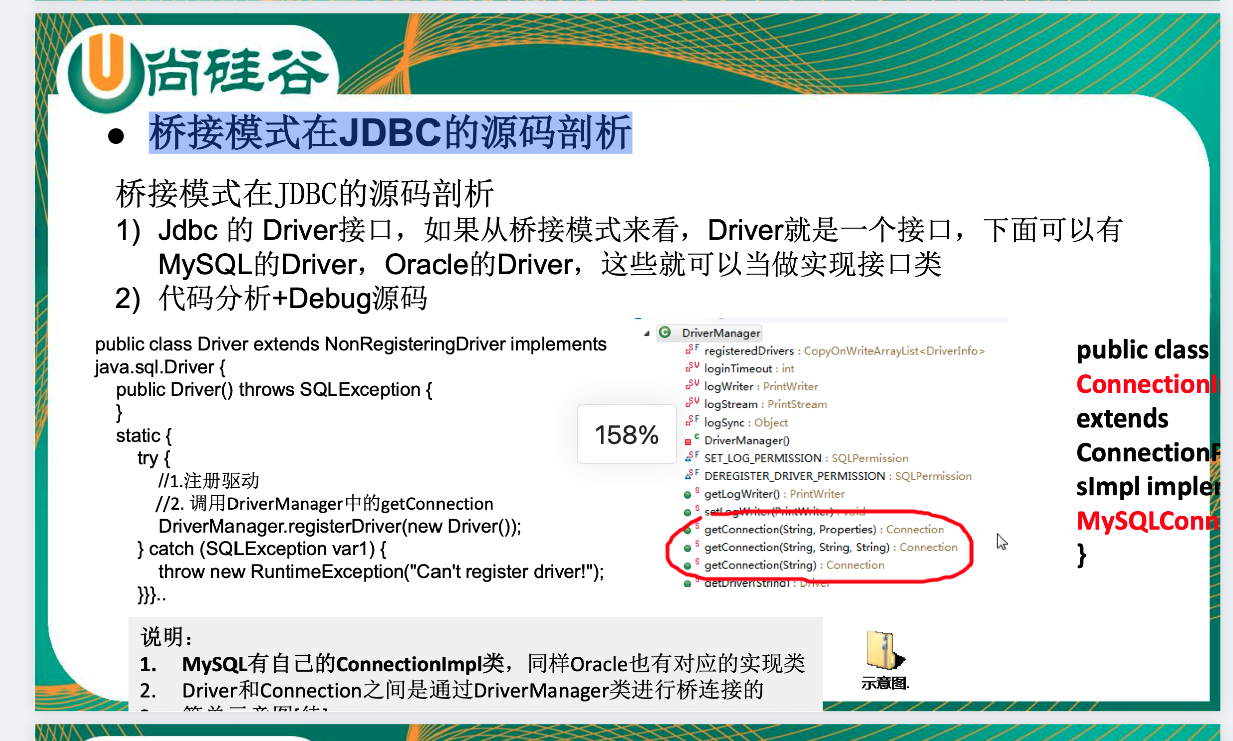 尚硅谷
● 桥接模式在JDBC的源码剖析
桥接模式在JDBC的源码剖析
1) Jdbc 的 Driver接口，如果从桥接模式来看，Driver就是一个接口，下面可以有
MySQL的Driver，Oracle的Driver，这些就可以当做实现接口类
2) 代码分析+Debug源码
public class Driver extends NonRegisteringDriver implements
java.sql.Driver {
public Driver() throws SQLException {
}
static {
try {
//1.注册驱动
//2. 调用DriverManager中的getConnection
DriverManager.registerDriver(new Driver());
} catch (SQLException var1) {
throw new RuntimeException("Can't register driver!");
}}}..
158%
DriverManager
registeredDrivers : CopyOnWriteArrayList<DriverInfo>
loginTimeout : int
logWriter : PrintWriter
logStream : PrintStream
logSync : Object
DriverManager()
SET_LOG_PERMISSION : SQLPermission
DEREGISTER_DRIVER_PERMISSION : SQLPermission
getLogWriter() : PrintWriter
setLogWriter(PrintWriter) : void
getConnection(String, Properties) : Connection
getConnection(String, String, String) : Connection
getConnection(String) : Connection
getDriver(String) : Driver
public class
ConnectionI
extends
ConnectionP
sImpl imple
MySQLConn
}
说明：
1. MySQL有自己的ConnectionImpl类，同样Oracle也有对应的实现类
2. Driver和Connection之间是通过DriverManager类进行桥连接的
示意图.